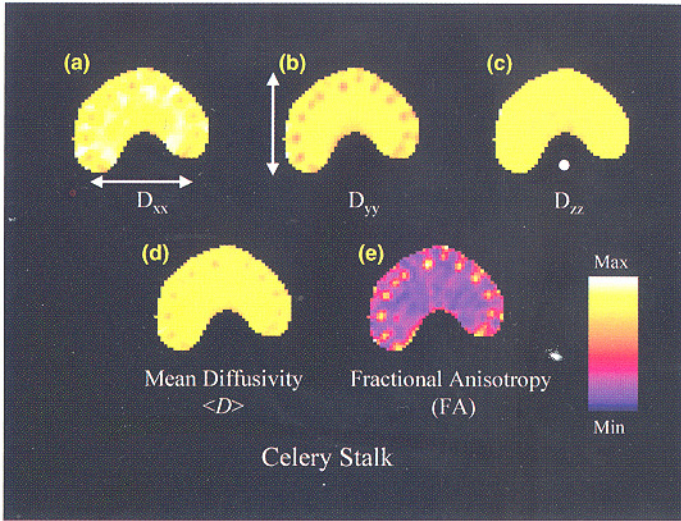 (a)
(b)
(c)
Dxx
Dyy
Dzz
(d)
(e)
Max
Mean Diffusivity
<D>
Fractional Anisotropy
(FA)
Min
Celery Stalk